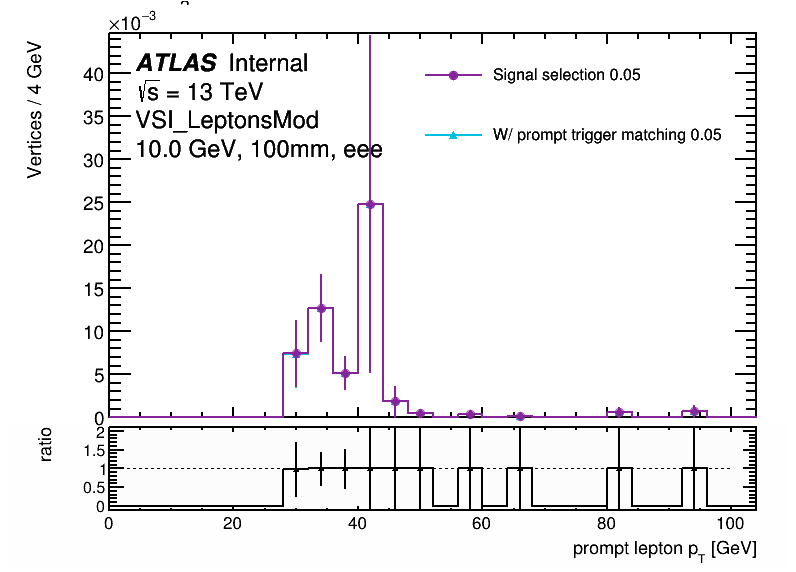 ×10⁻³
Vertices / 4 GeV
ATLAS Internal
√s = 13 TeV
VSI_LeptonsMod
10.0 GeV, 100mm, eee
Signal selection 0.05
W/ prompt trigger matching 0.05
40
35
30
25
20
15
10
5
0
ratio
2
1.5
1
0.5
0
0 20 40 60 80 100
prompt lepton p_T [GeV]